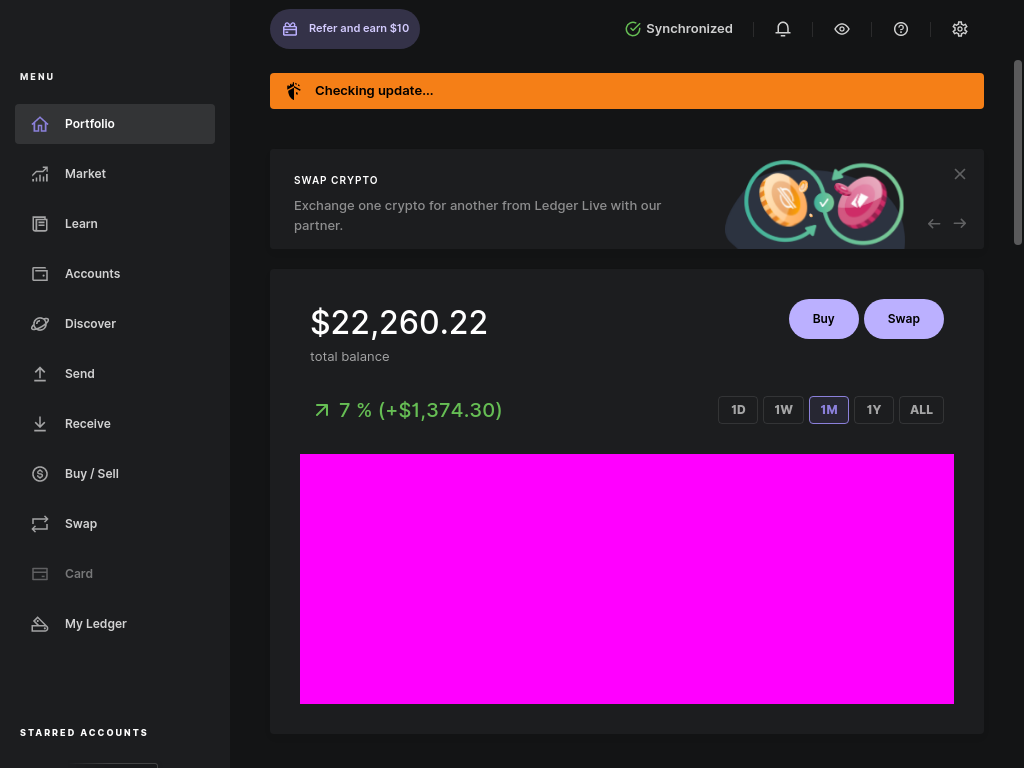 Refer and earn $10
Synchronized
MENU
Portfolio
Market
Learn
Accounts
Discover
Send
Receive
Buy / Sell
Swap
Card
My Ledger
STARRED ACCOUNTS
Checking update...
SWAP CRYPTO
Exchange one crypto for another from Ledger Live with our
partner.
$22,260.22
total balance
Buy
Swap
7 % (+$1,374.30)
1D
1W
1M
1Y
ALL